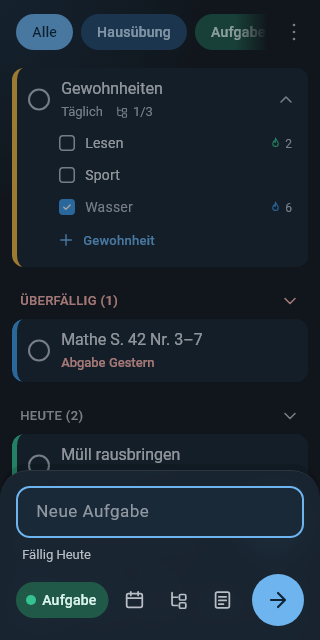 Alle Hausübung Aufgabe
Gewohnheiten
Täglich 1/3
Lesen 2
Sport
Wasser 6
Gewohnheit
ÜBERFÄLLIG (1)
Mathe S. 42 Nr. 3–7
Abgabe Gestern
HEUTE (2)
Müll rausbringen
Neue Aufgabe
Fällig Heute
Aufgabe